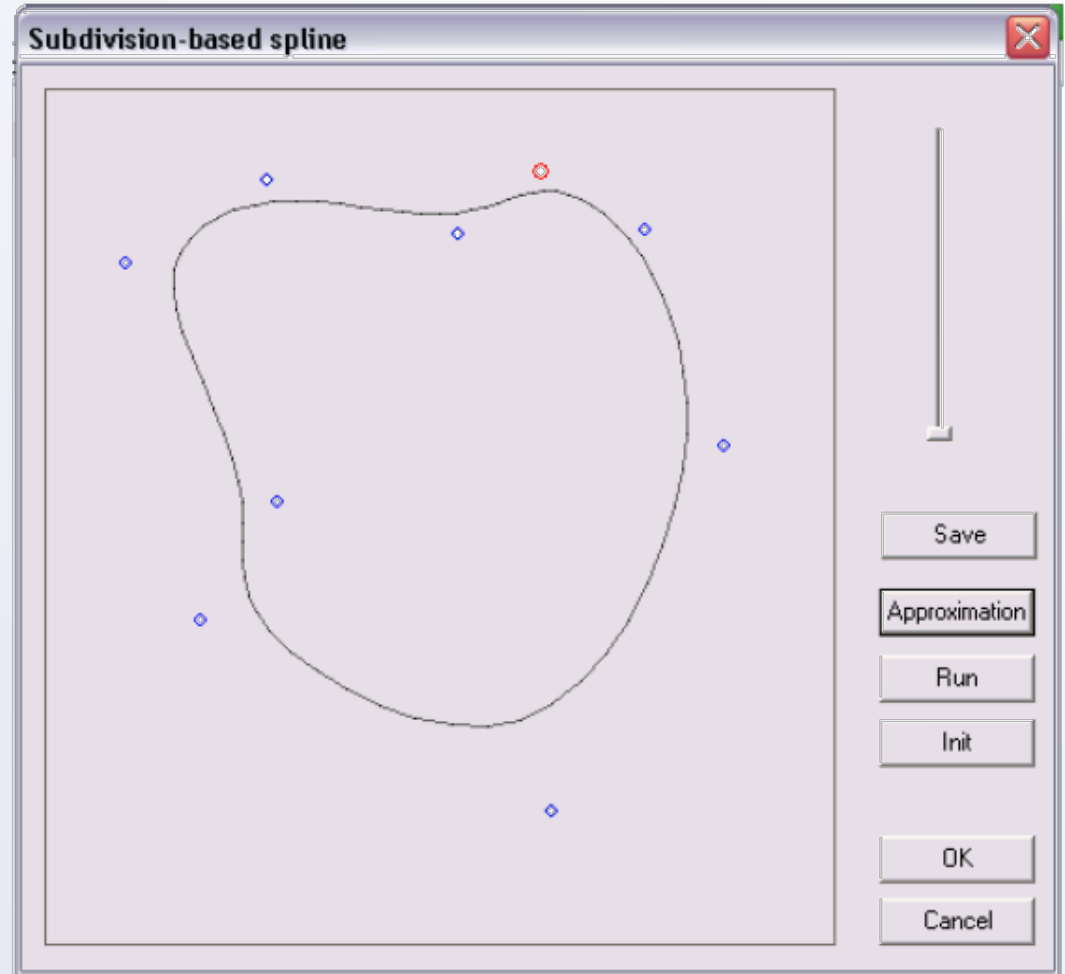 Subdivision-based spline
Save
Approximation
Run
Init
OK
Cancel